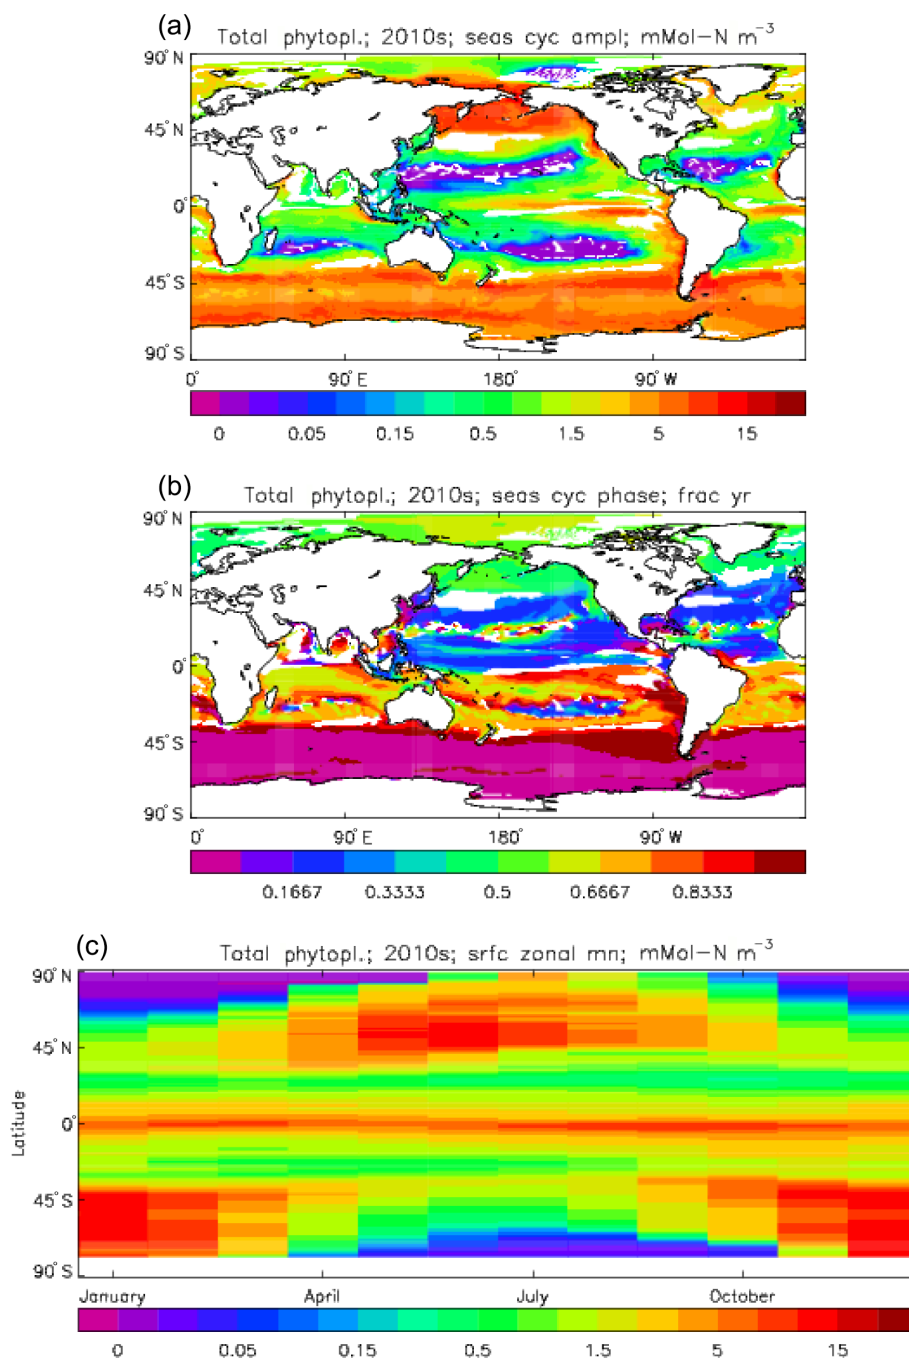 (a)
Total phytopl.; 2010s; seas cyc ampl; mMol-N m⁻³
90°N
45°N
0°
45°S
90°S
0° 90°E 180° 90°W
0 0.05 0.15 0.5 1.5 5 15
(b)
Total phytopl.; 2010s; seas cyc phase; frac yr
90°N
45°N
0°
45°S
90°S
0° 90°E 180° 90°W
0.1667 0.3333 0.5 0.6667 0.8333
(c)
Total phytopl.; 2010s; srfc zonal mn; mMol-N m⁻³
90°N
45°N
0°
45°S
90°S
Latitude
January April July October
0 0.05 0.15 0.5 1.5 5 15